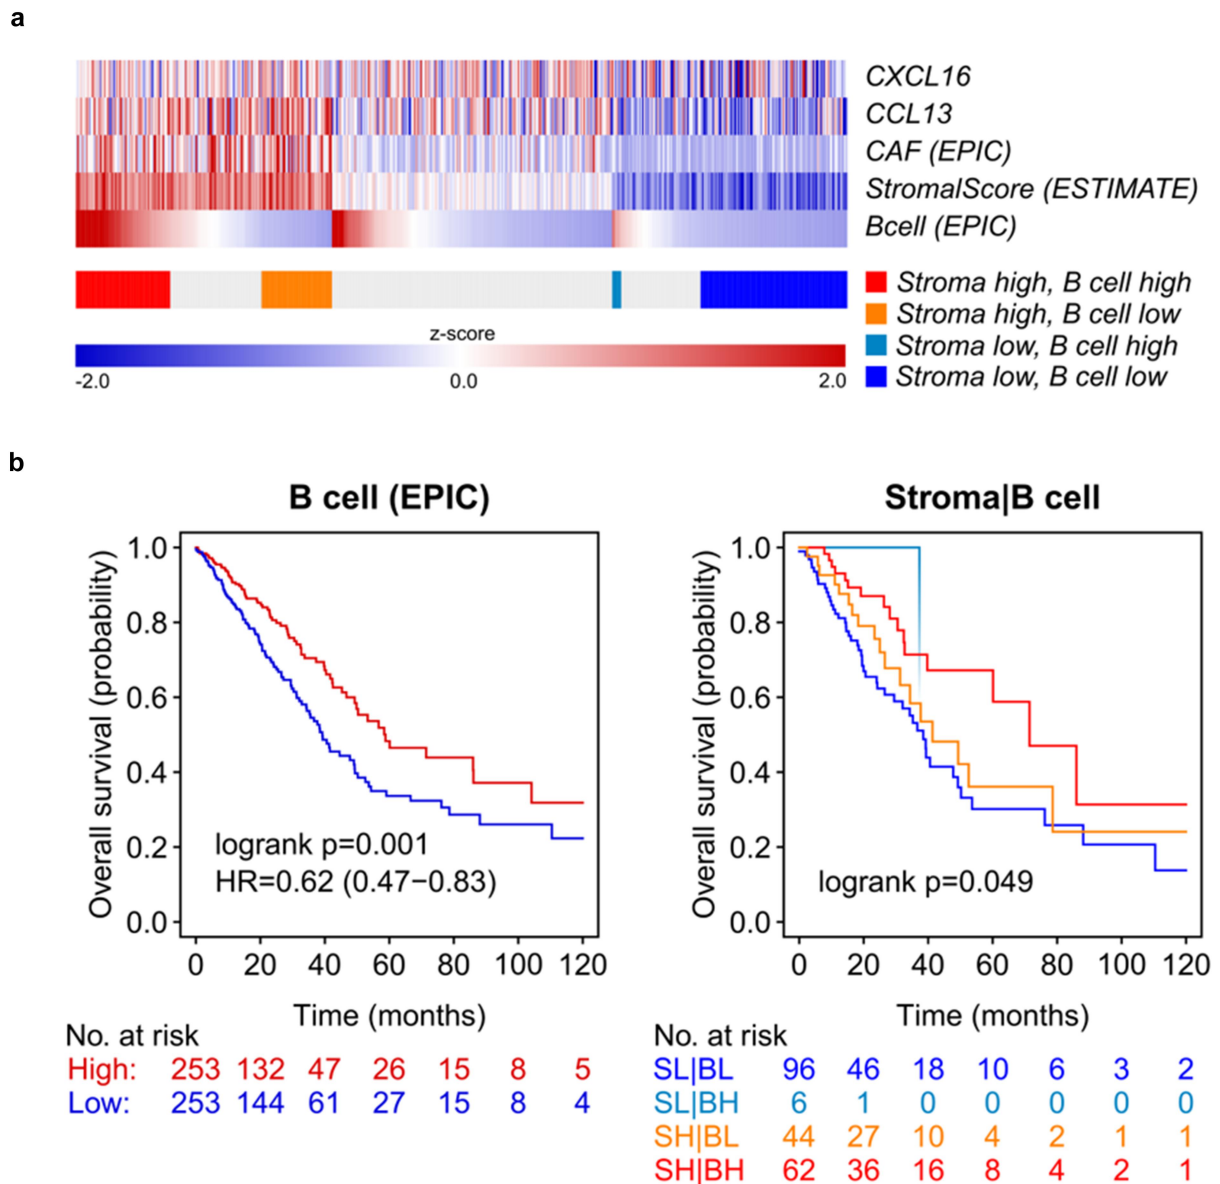 a
CXCL16
CCL13
CAF (EPIC)
StromalScore (ESTIMATE)
Bcell (EPIC)
Stroma high, B cell high
Stroma high, B cell low
Stroma low, B cell high
Stroma low, B cell low
z-score
-2.0 0.0 2.0
b
B cell (EPIC)
Overall survival (probability)
1.0
0.8
0.6
0.4
0.2
0.0
logrank p=0.001
HR=0.62 (0.47−0.83)
0 20 40 60 80 100 120
Time (months)
No. at risk
High: 253 132 47 26 15 8 5
Low: 253 144 61 27 15 8 4
Stroma|B cell
Overall survival (probability)
1.0
0.8
0.6
0.4
0.2
0.0
logrank p=0.049
0 20 40 60 80 100 120
Time (months)
No. at risk
SL|BL 96 46 18 10 6 3 2
SL|BH 6 1 0 0 0 0 0
SH|BL 44 27 10 4 2 1 1
SH|BH 62 36 16 8 4 2 1